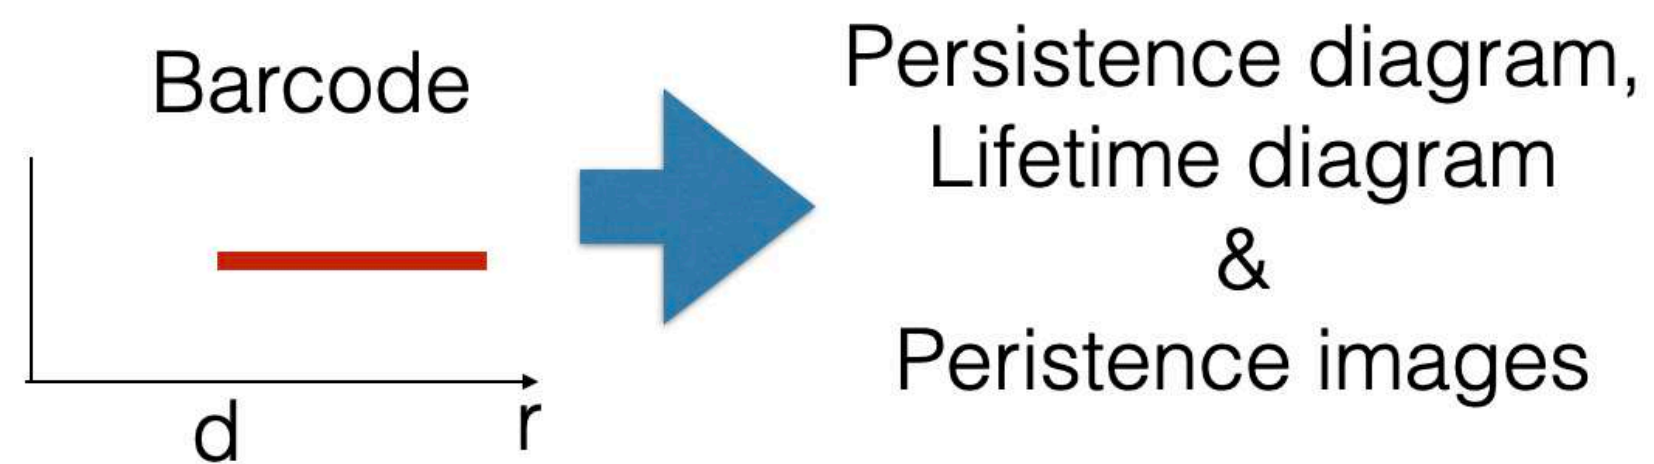 Barcode
d
r
Persistence diagram,
Lifetime diagram
&
Peristence images